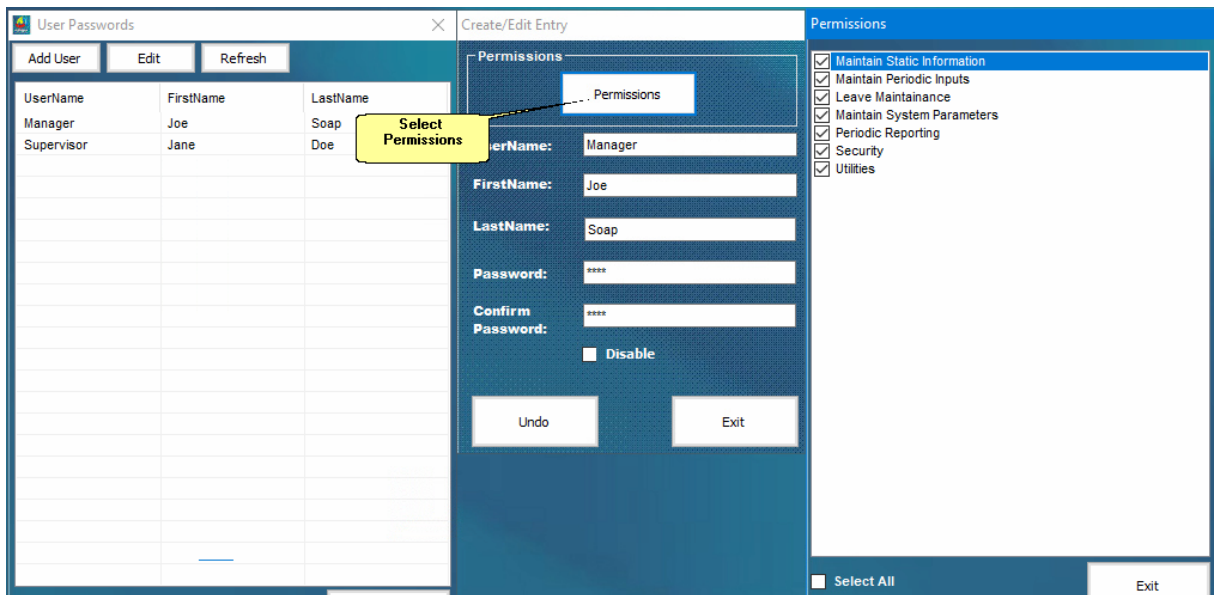 User Passwords
Add User Edit Refresh
UserName FirstName LastName
Manager Joe Soap
Supervisor Jane Doe
Create/Edit Entry
Permissions
Permissions
Select
Permissions
serName: Manager
FirstName: Joe
LastName: Soap
Password: ****
Confirm
Password: ****
Disable
Undo Exit
Permissions
Maintain Static Information
Maintain Periodic Inputs
Leave Maintainance
Maintain System Parameters
Periodic Reporting
Security
Utilities
Select All Exit